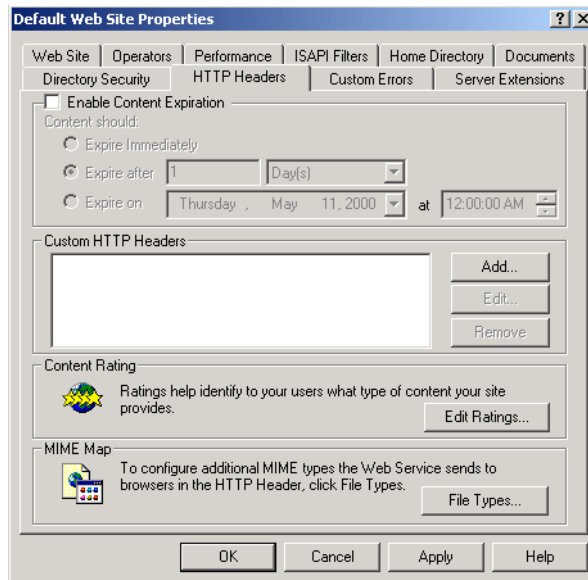 Default Web Site Properties
Web Site Operators Performance ISAPI Filters Home Directory Documents
Directory Security HTTP Headers Custom Errors Server Extensions
Enable Content Expiration
Content should:
Expire Immediately
Expire after 1 Day(s)
Expire on Thursday , May 11, 2000 at 12:00:00 AM
Custom HTTP Headers
Add...
Edit...
Remove
Content Rating
Ratings help identify to your users what type of content your site
provides.
Edit Ratings...
MIME Map
To configure additional MIME types the Web Service sends to
browsers in the HTTP Header, click File Types.
File Types...
OK Cancel Apply Help